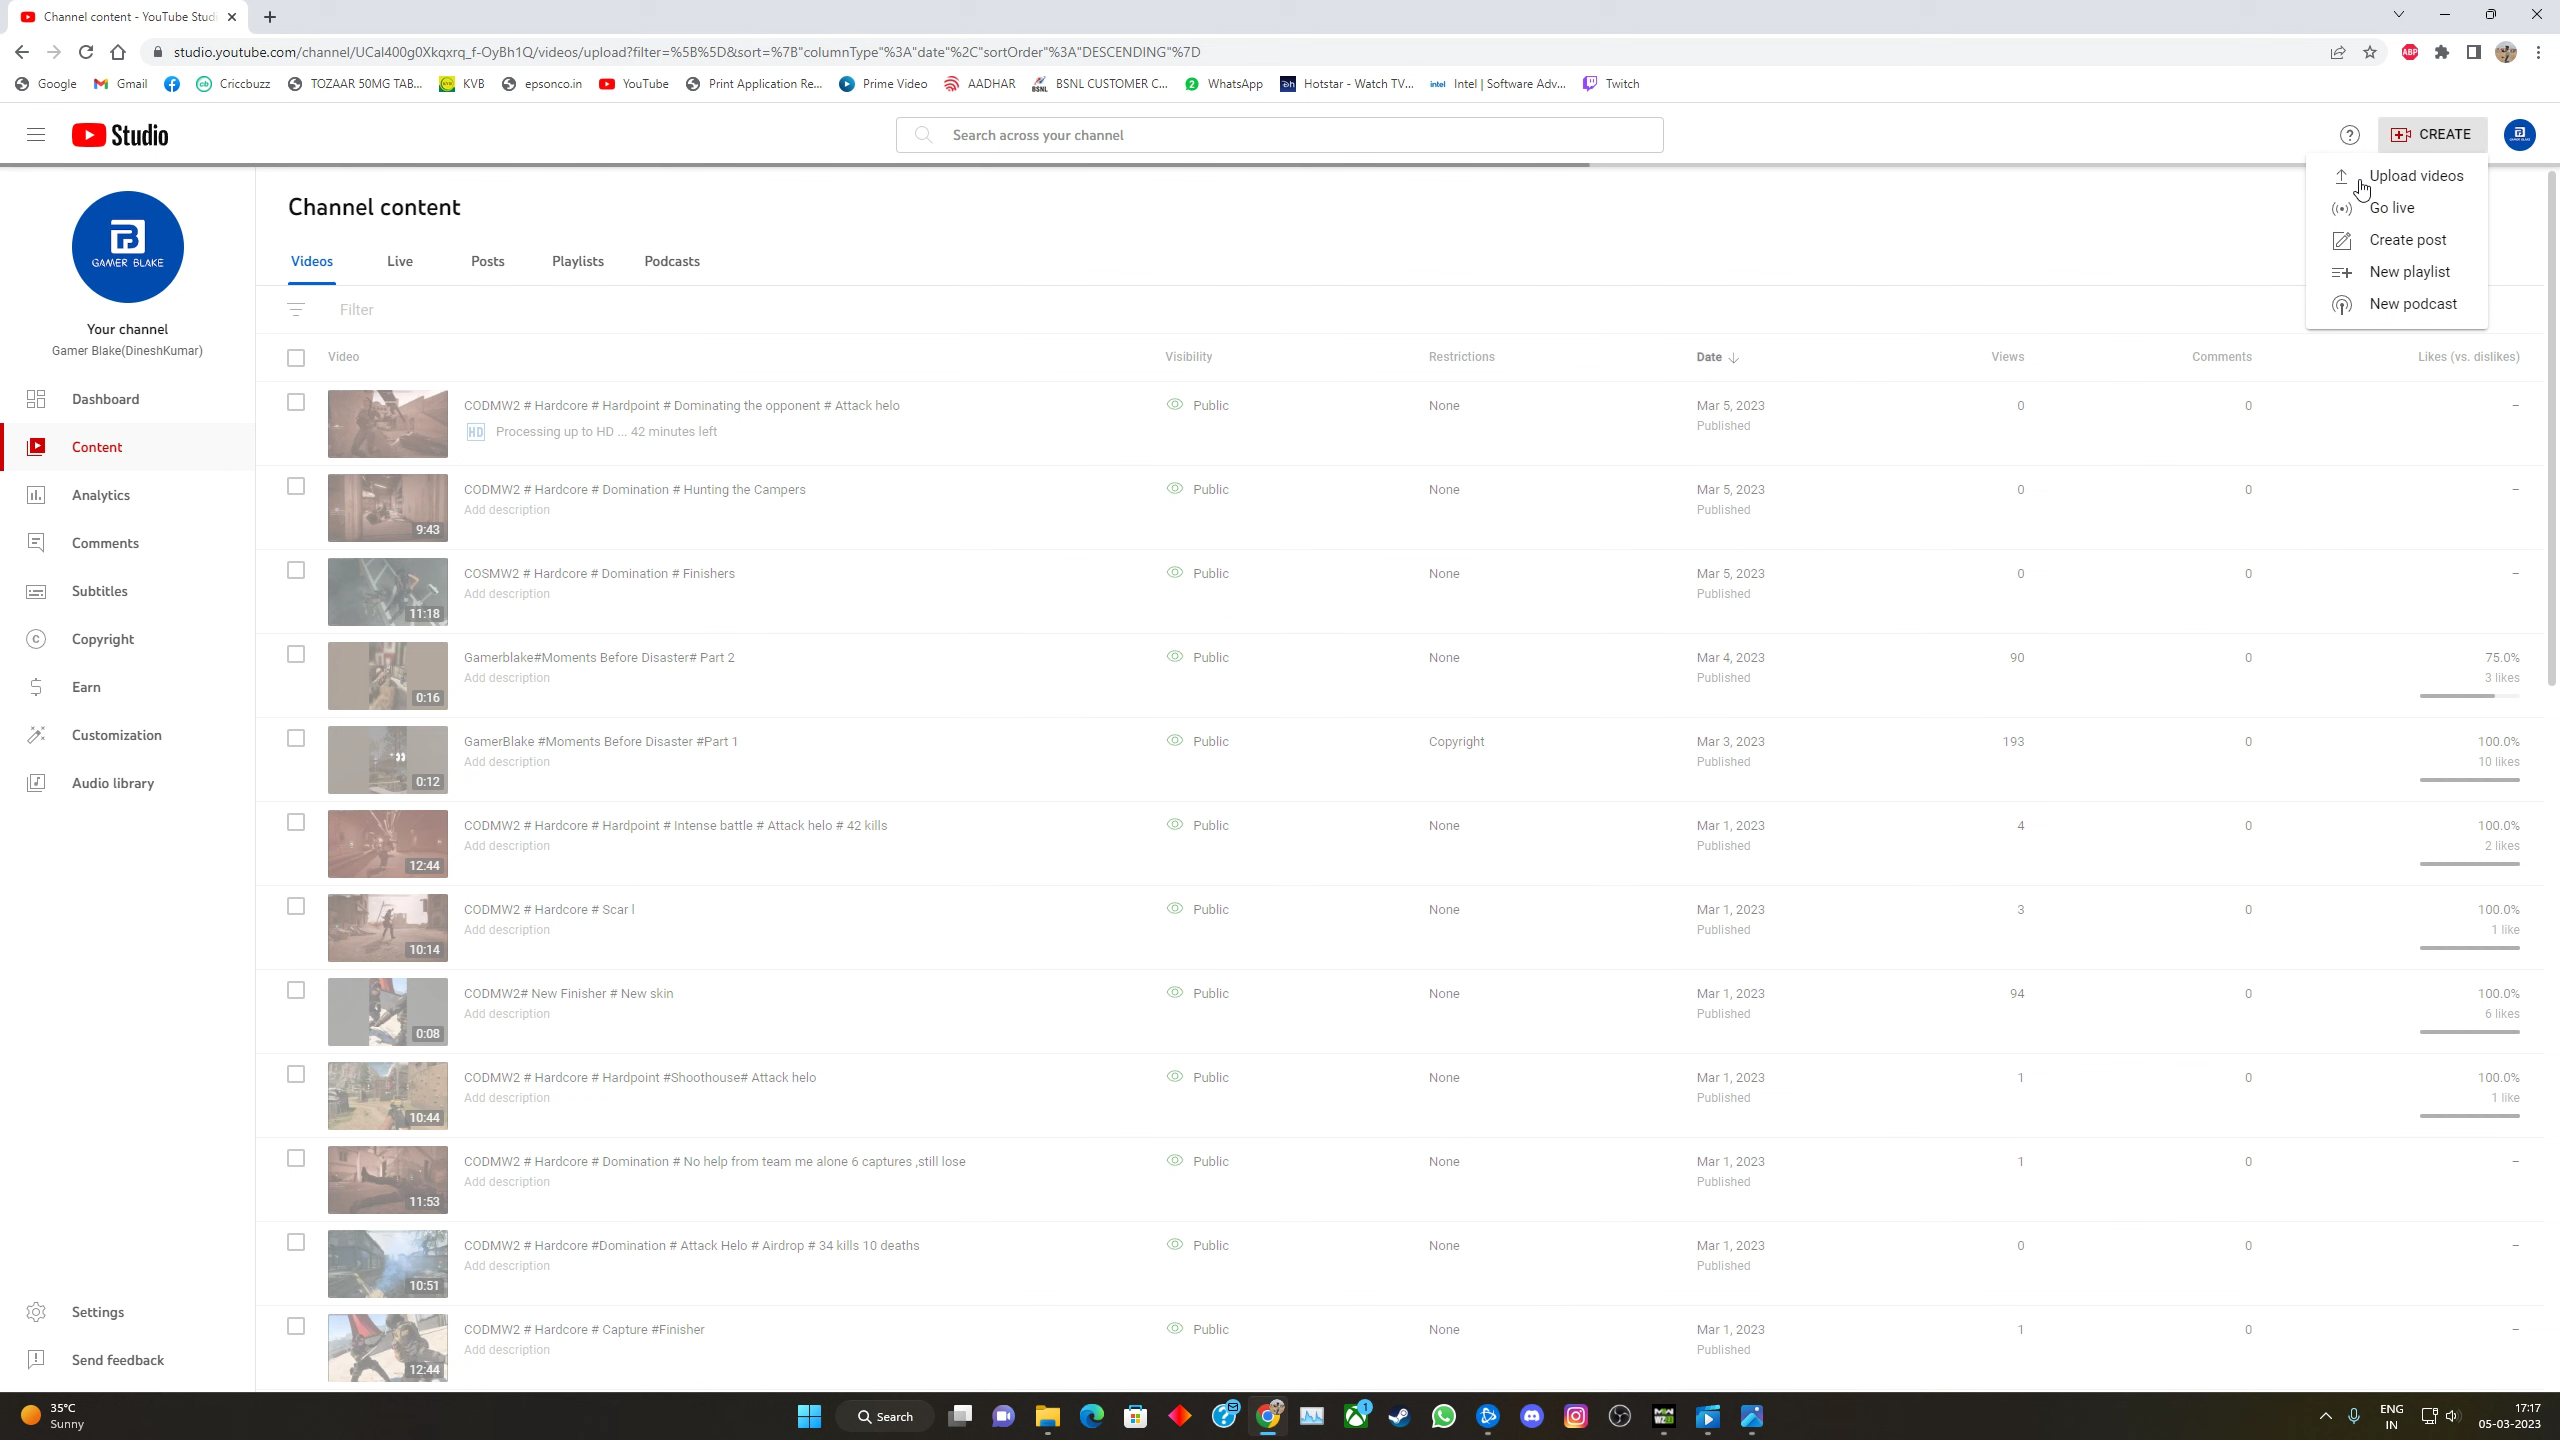 Channel content - YouTube Studi
studio.youtube.com/channel/UCal400g0Xkqxrq_f-OyBh1Q/videos/upload?filter=%5B%5D&sort=%7B"columnType"%3A"date"%2C"sortOrder"%3A"DESCENDING"%7D
ABP
Google Gmail Criccbuzz TOZAAR 50MG TAB... KVB epsonco.in YouTube Print Application Re... Prime Video AADHAR BSNL CUSTOMER C... WhatsApp Hotstar - Watch TV... intel Intel | Software Adv... Twitch
Studio
Search across your channel
CREATE
Upload videos
Go live
Create post
New playlist
New podcast
GAMER BLAKE
Your channel
Gamer Blake(DineshKumar)
Dashboard
Content
Analytics
Comments
Subtitles
Copyright
Earn
Customization
Audio library
Settings
Send feedback
Channel content
Videos Live Posts Playlists Podcasts
Filter
Video Visibility Restrictions Date Views Comments Likes (vs. dislikes)
CODMW2 # Hardcore # Hardpoint # Dominating the opponent # Attack helo Public None Mar 5, 2023 0 0 –
HD Processing up to HD ... 42 minutes left Published
CODMW2 # Hardcore # Domination # Hunting the Campers Public None Mar 5, 2023 0 0 –
9:43 Add description Published
COSMW2 # Hardcore # Domination # Finishers Public None Mar 5, 2023 0 0 –
11:18 Add description Published
Gamerblake#Moments Before Disaster# Part 2 Public None Mar 4, 2023 90 0 75.0%
0:16 Add description Published 3 likes
GamerBlake #Moments Before Disaster #Part 1 Public Copyright Mar 3, 2023 193 0 100.0%
0:12 Add description Published 10 likes
CODMW2 # Hardcore # Hardpoint # Intense battle # Attack helo # 42 kills Public None Mar 1, 2023 4 0 100.0%
12:44 Add description Published 2 likes
CODMW2 # Hardcore # Scar l Public None Mar 1, 2023 3 0 100.0%
10:14 Add description Published 1 like
CODMW2# New Finisher # New skin Public None Mar 1, 2023 94 0 100.0%
0:08 Add description Published 6 likes
CODMW2 # Hardcore # Hardpoint #Shoothouse# Attack helo Public None Mar 1, 2023 1 0 100.0%
10:44 Add description Published 1 like
CODMW2 # Hardcore # Domination # No help from team me alone 6 captures ,still lose Public None Mar 1, 2023 1 0 –
11:53 Add description Published
CODMW2 # Hardcore #Domination # Attack Helo # Airdrop # 34 kills 10 deaths Public None Mar 1, 2023 0 0 –
10:51 Add description Published
CODMW2 # Hardcore # Capture #Finisher Public None Mar 1, 2023 1 0 –
12:44 Add description Published
35°C
Sunny
Search
1
ENG
IN
17:17
05-03-2023